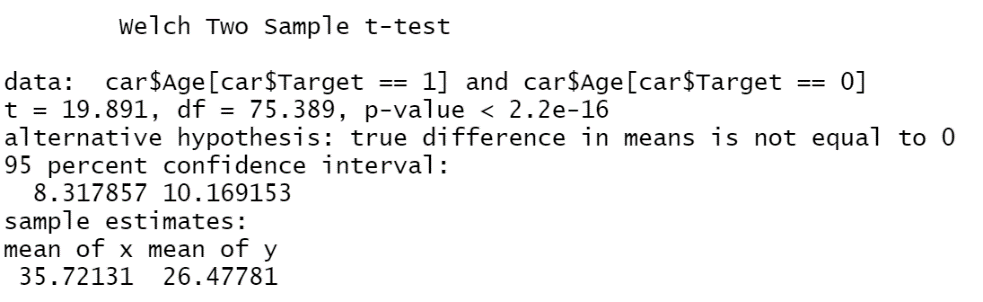 Welch Two Sample t-test
data:  car$Age[car$Target == 1] and car$Age[car$Target == 0]
t = 19.891, df = 75.389, p-value < 2.2e-16
alternative hypothesis: true difference in means is not equal to 0
95 percent confidence interval:
8.317857 10.169153
sample estimates:
mean of x mean of y
35.72131  26.47781